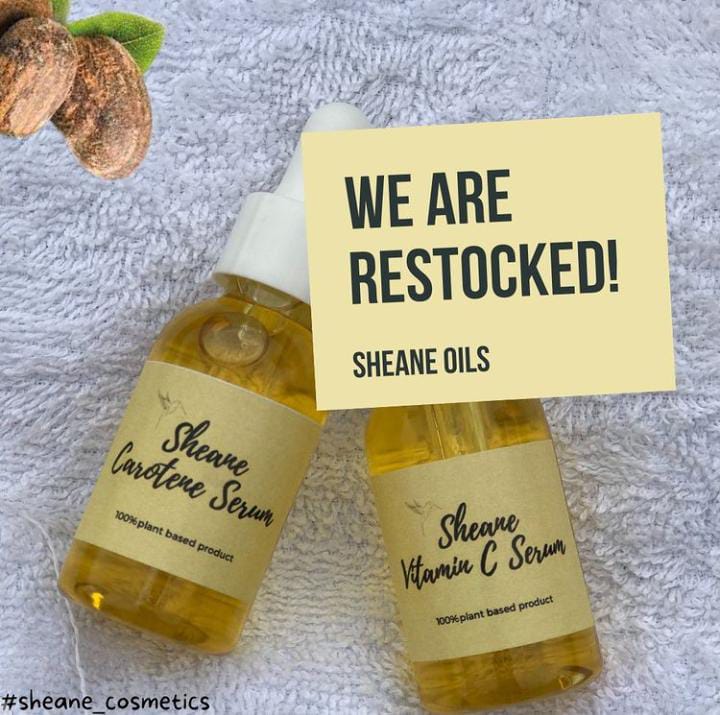 WE ARE
RESTOCKED!
SHEANE OILS
Sheane
Carotene Serum
100% plant based product
Sheane
Vitamin C Serum
100% plant based product
#sheane_cosmetics